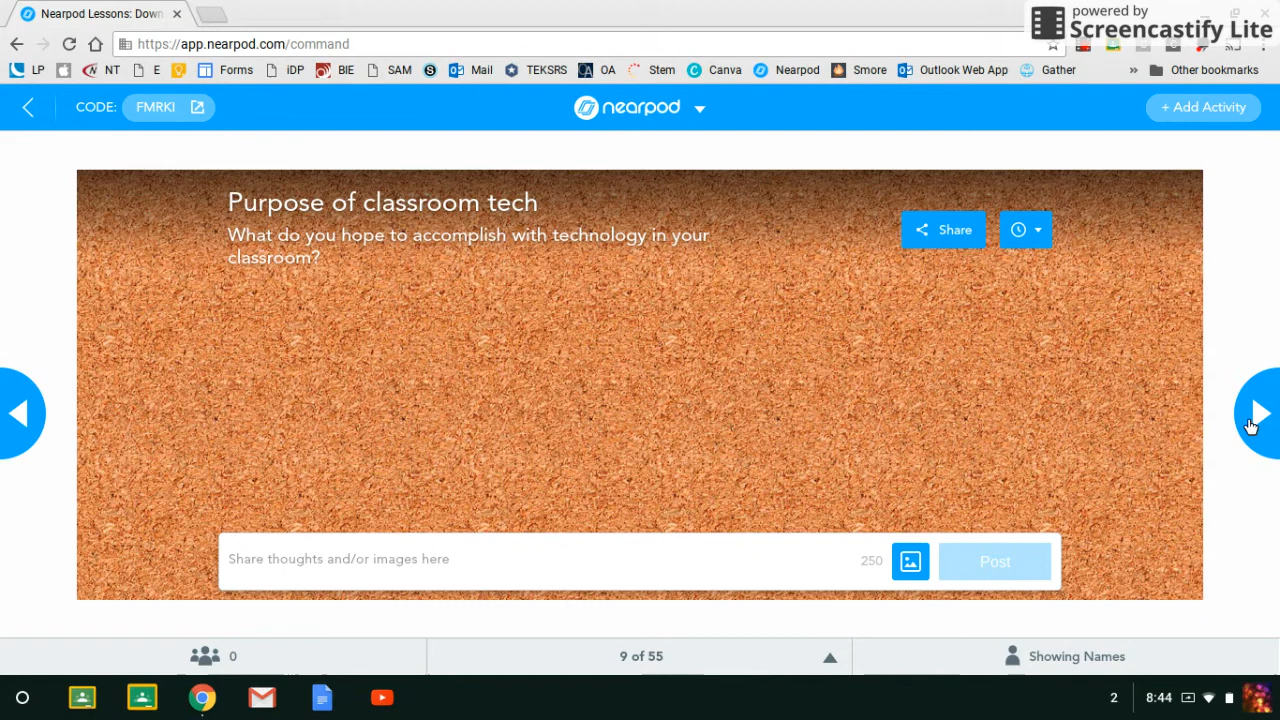 Nearpod Lessons: Down
powered by
Screencastify Lite
https://app.nearpod.com/command
LP NT E Forms iDP BIE SAM TEKSRS OA Stem Canva Nearpod Smore Outlook Web App Gather » Other bookmarks
CODE: FMRKI nearpod + Add Activity
Purpose of classroom tech
What do you hope to accomplish with technology in your
classroom?
Share
Share thoughts and/or images here 250 Post
0 9 of 55 Showing Names
2 8:44